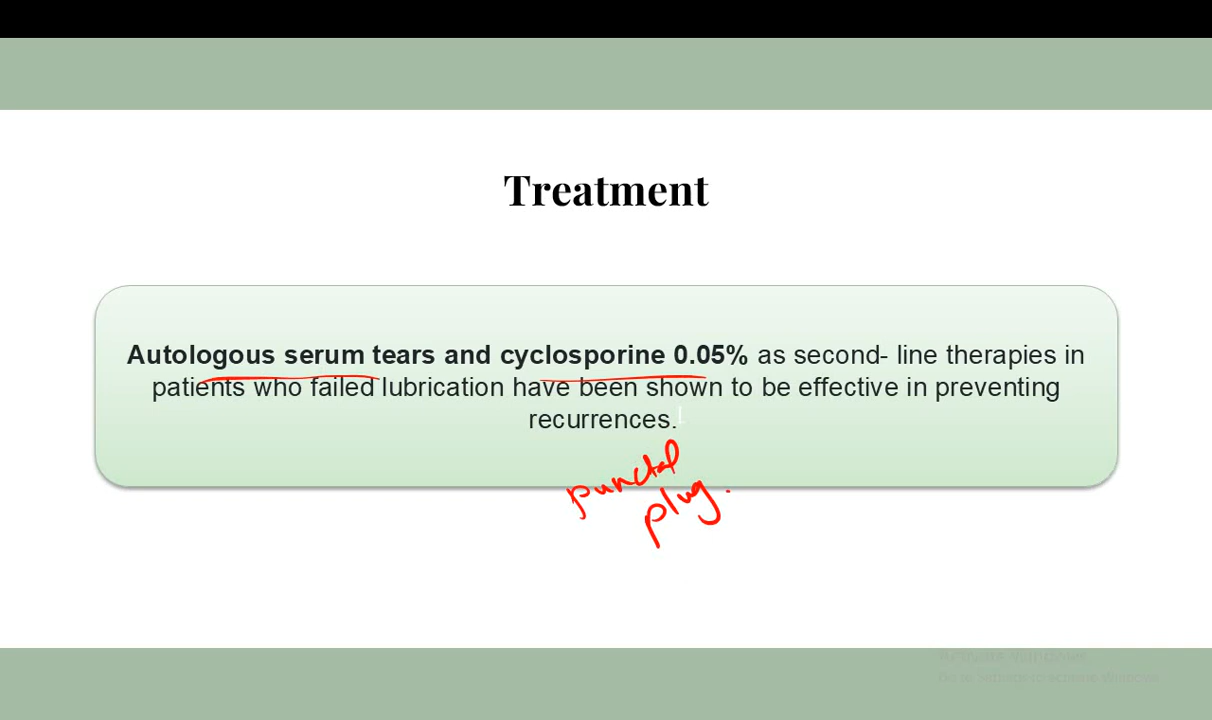 Treatment
Autologous serum tears and cyclosporine 0.05% as second- line therapies in
patients who failed lubrication have been shown to be effective in preventing
recurrences.
punctal
plug.